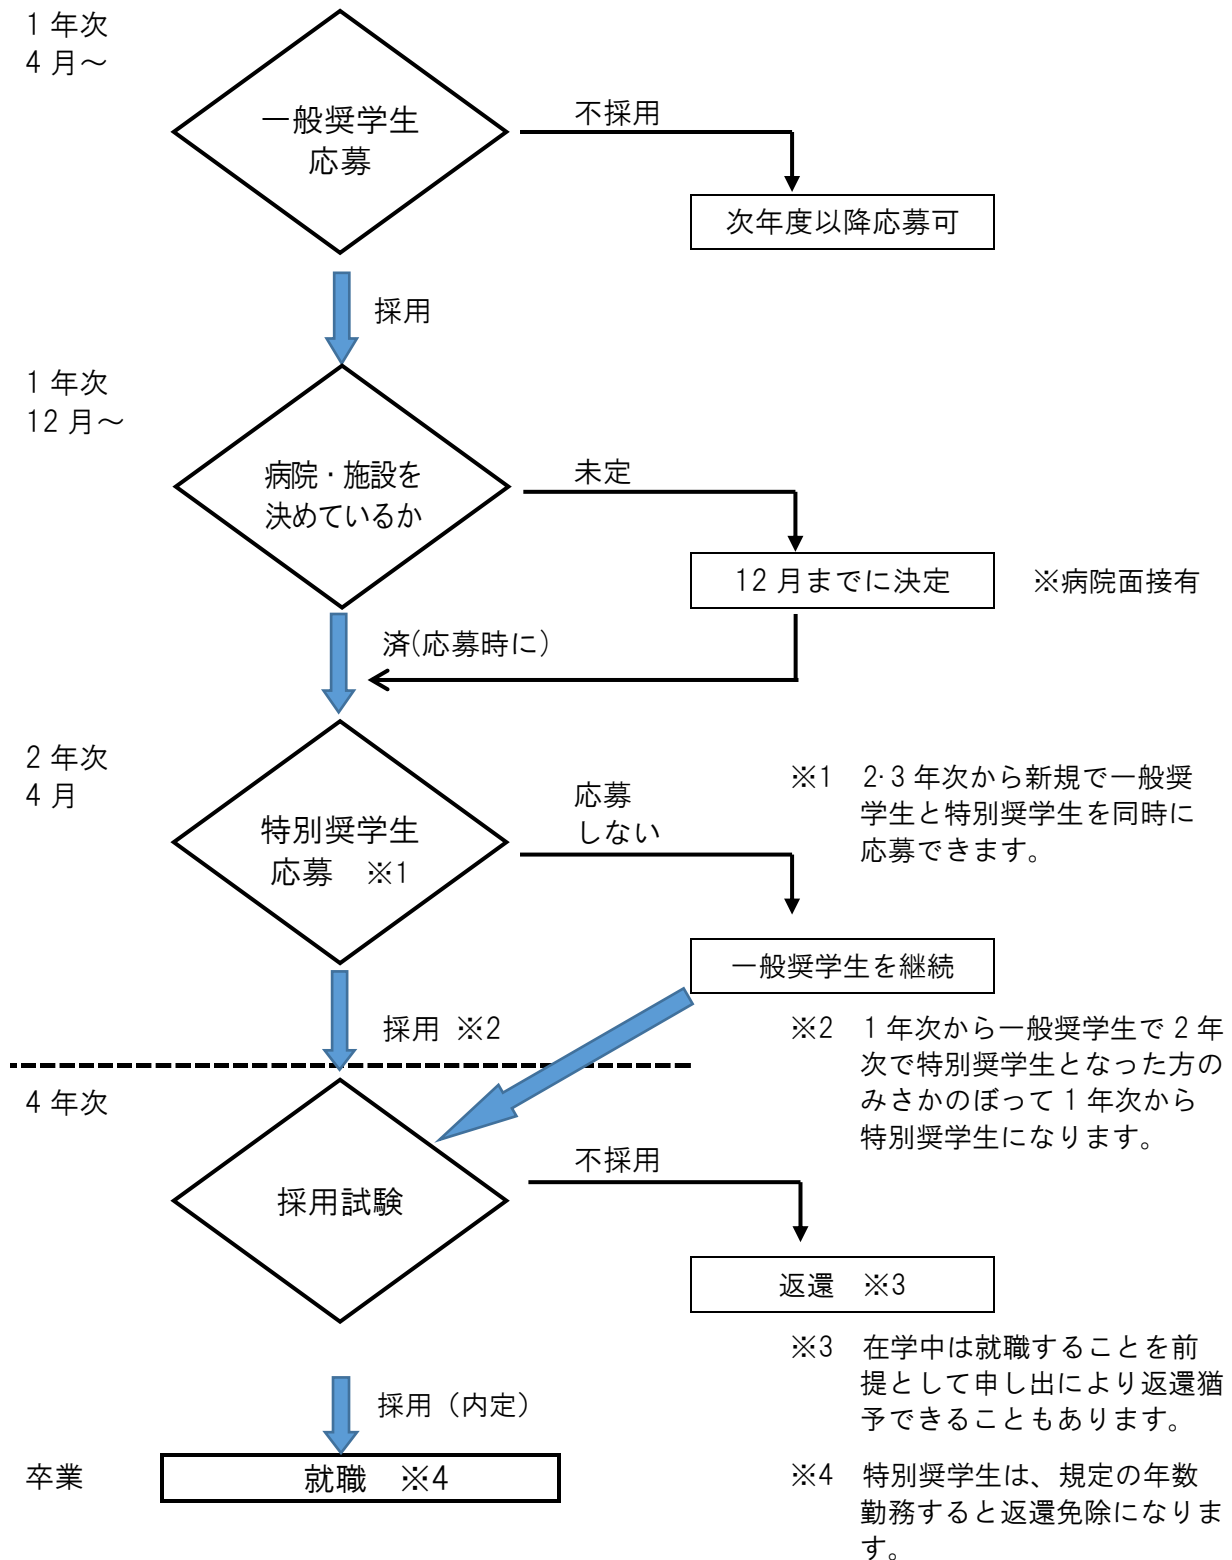 1 年次
4 月～
一般奨学生
応募
不採用
次年度以降応募可
採用
1 年次
12 月～
病院・施設を
決めているか
未定
12 月までに決定
※病院面接有
済(応募時に)
2 年次
4 月
特別奨学生
応募　※1
応募
しない
※1　2･3 年次から新規で一般奨
学生と特別奨学生を同時に
応募できます。
一般奨学生を継続
採用 ※2
※2　1 年次から一般奨学生で 2 年
次で特別奨学生となった方の
みさかのぼって 1 年次から
特別奨学生になります。
4 年次
採用試験
不採用
返還　※3
※3　在学中は就職することを前
提として申し出により返還猶
予できることもあります。
採用（内定）
卒業
就職　※4
※4　特別奨学生は、規定の年数
勤務すると返還免除になりま
す。